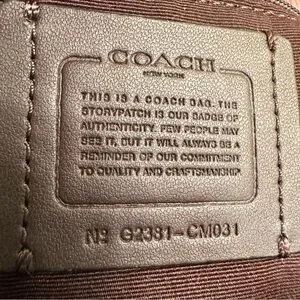 COACH
NEW YORK
THIS IS A COACH BAG. THE
STORYPATCH IS OUR BADGE OF
AUTHENTICITY. FEW PEOPLE MAY
SEE IT, BUT IT WILL ALWAYS BE A
REMINDER OF OUR COMMITMENT
TO QUALITY AND CRAFTSMANSHIP
Nº G2381-CM031